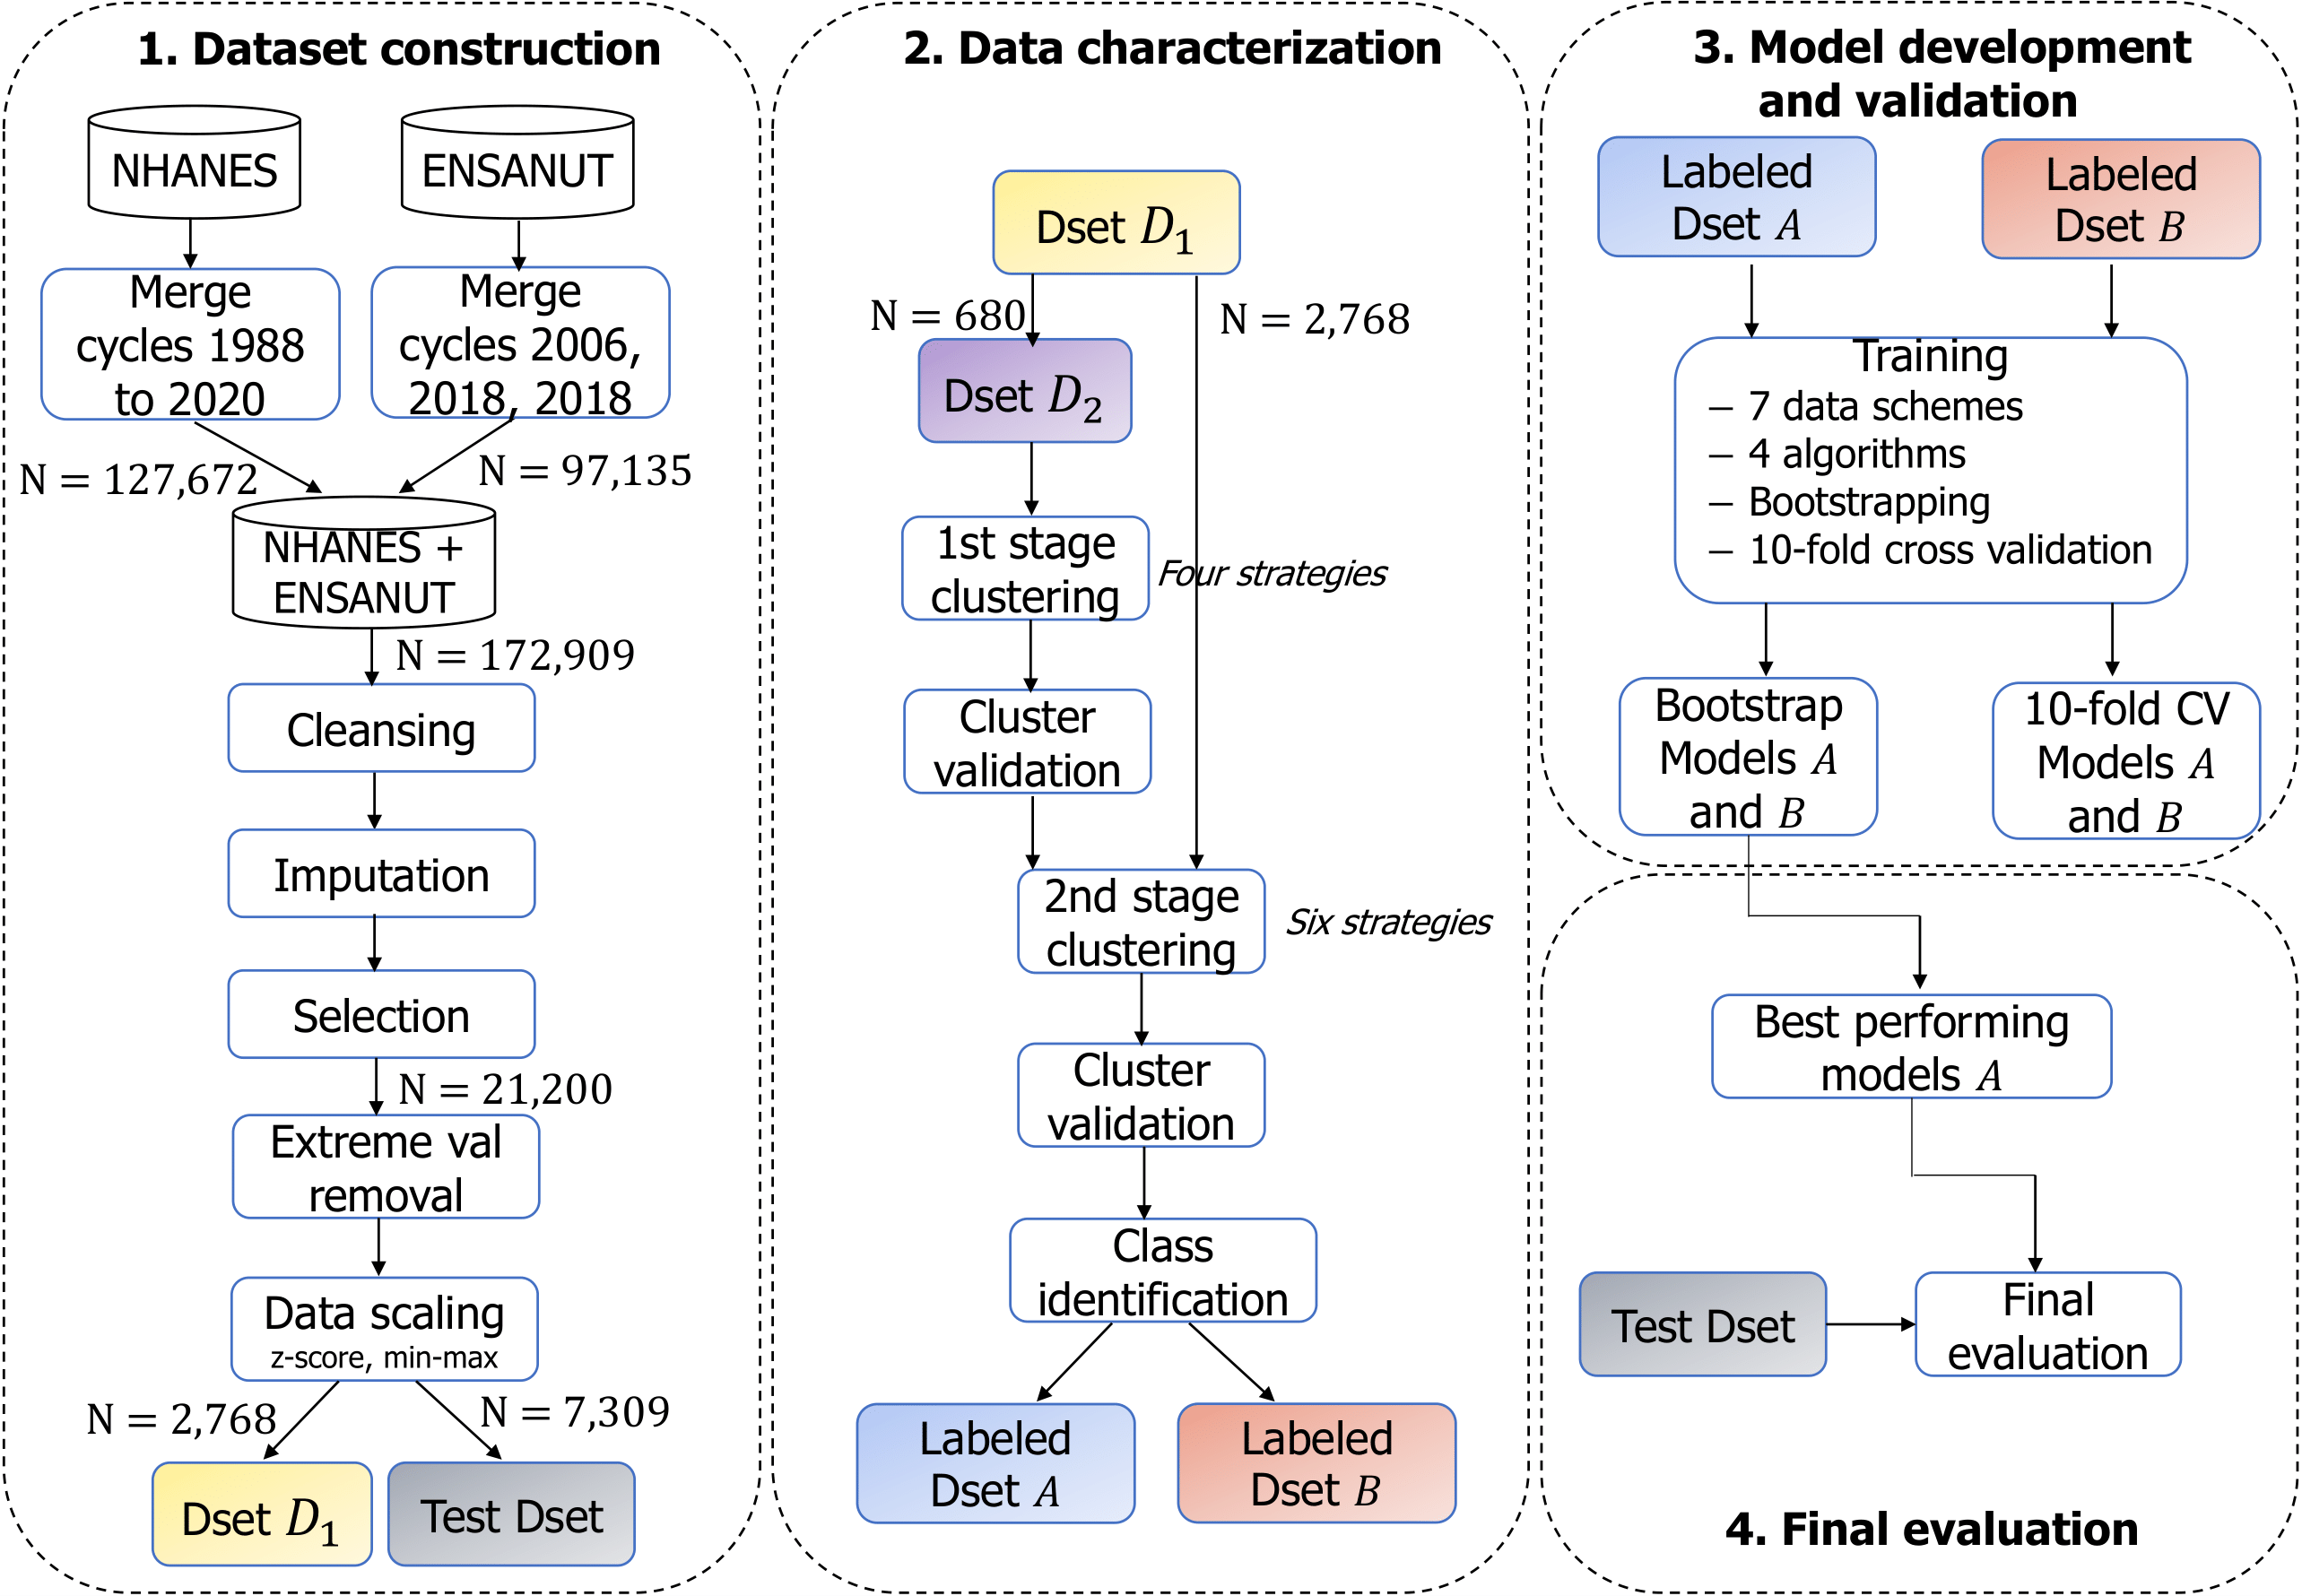 1. Dataset construction
NHANES
ENSANUT
Merge
cycles 1988
to 2020
Merge
cycles 2006,
2018, 2018
N = 127,672
N = 97,135
NHANES +
ENSANUT
N = 172,909
Cleansing
Imputation
Selection
N = 21,200
Extreme val
removal
Data scaling
z-score, min-max
N = 2,768
N = 7,309
Dset D1
Test Dset
2. Data characterization
Dset D1
N = 680
N = 2,768
Dset D2
1st stage
clustering
Four strategies
Cluster
validation
2nd stage
clustering
Six strategies
Cluster
validation
Class
identification
Labeled
Dset A
Labeled
Dset B
3. Model development
and validation
Labeled
Dset A
Labeled
Dset B
Training
– 7 data schemes
– 4 algorithms
– Bootstrapping
– 10-fold cross validation
Bootstrap
Models A
and B
10-fold CV
Models A
and B
Best performing
models A
Test Dset
Final
evaluation
4. Final evaluation